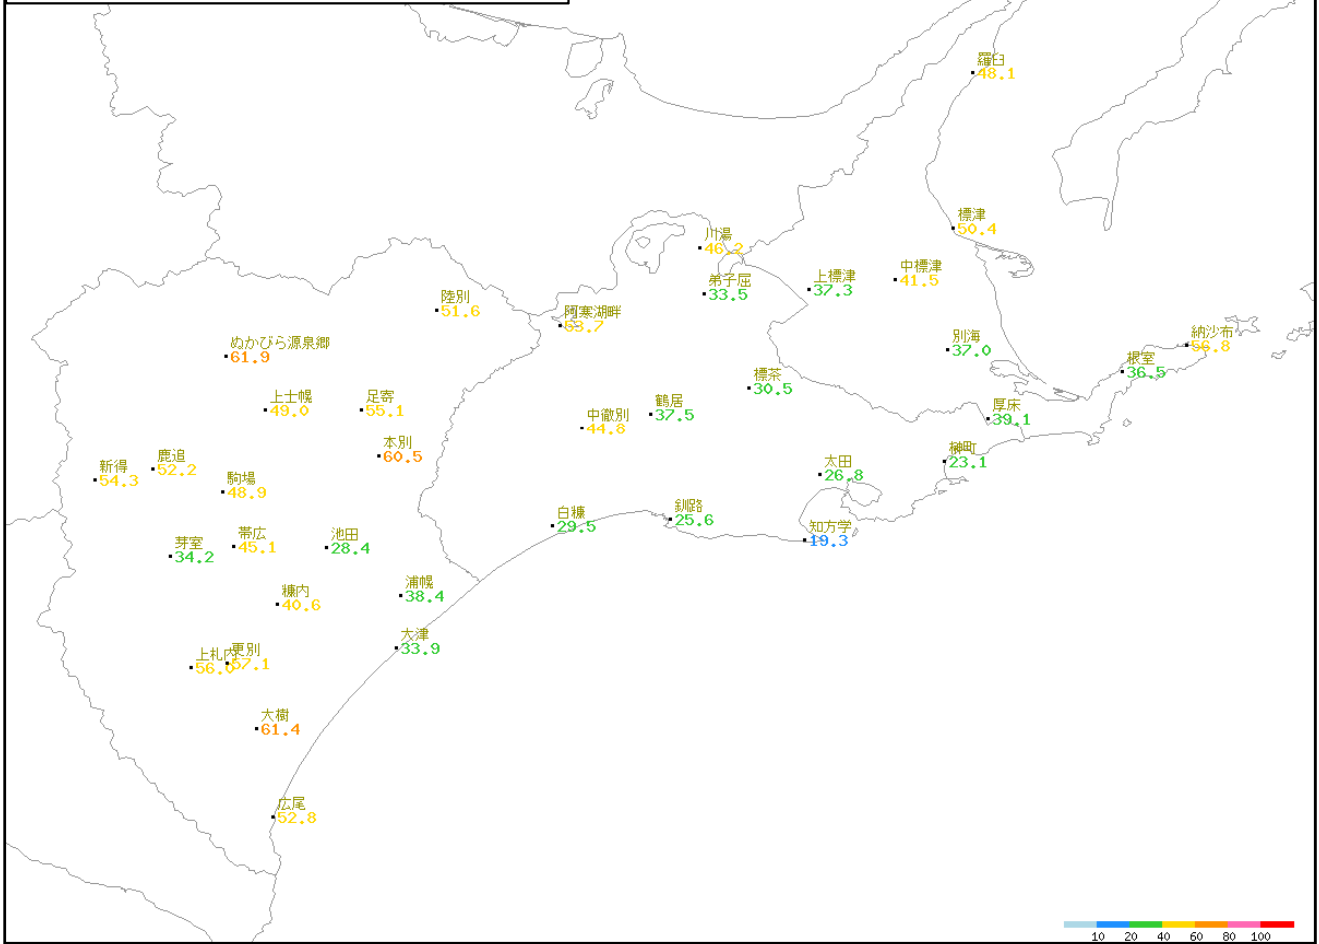 羅臼
48.1
標津
50.4
川湯
46.2
中標津
41.5
上標津
37.3
弟子屈
33.5
陸別
51.6
阿寒湖畔
53.7
納沙布
56.8
別海
37.0
ぬかびら源泉郷
61.9
根室
36.5
標茶
30.5
上士幌
49.0
足寄
55.1
鶴居
37.5
厚床
39.1
中徹別
44.8
本別
60.5
榊町
23.1
鹿追
52.2
太田
26.8
新得
54.3
駒場
48.9
釧路
25.6
白糠
29.5
知方学
19.3
帯広
45.1
池田
28.4
芽室
34.2
浦幌
38.4
糠内
40.6
大津
33.9
更別
57.1
上札内
56.0
大樹
61.4
広尾
52.8
10 20 40 60 80 100